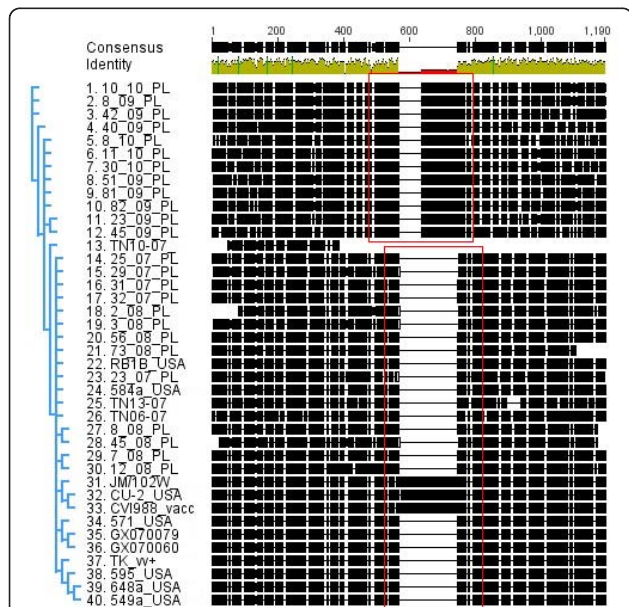 1 200 400 600 800 1,000 1,190
Consensus
Identity
1. 10_10_PL
2. 8_09_PL
3. 42_09_PL
4. 40_09_PL
5. 8_10_PL
6. 11_10_PL
7. 30_10_PL
8. 51_09_PL
9. 81_09_PL
10. 82_09_PL
11. 23_09_PL
12. 45_09_PL
13. TN10-07
14. 25_07_PL
15. 29_07_PL
16. 31_07_PL
17. 32_07_PL
18. 2_08_PL
19. 3_08_PL
20. 56_08_PL
21. 73_08_PL
22. RB1B_USA
23. 23_07_PL
24. 584a_USA
25. TN13-07
26. TN06-07
27. 8_08_PL
28. 45_08_PL
29. 7_08_PL
30. 12_08_PL
31. JM/102W_
32. CU-2_USA
33. CVI988_vacc
34. 571_USA
35. GX070079
36. GX070060
37. TK_vv+
38. 595_USA
39. 648a_USA
40. 549a_USA